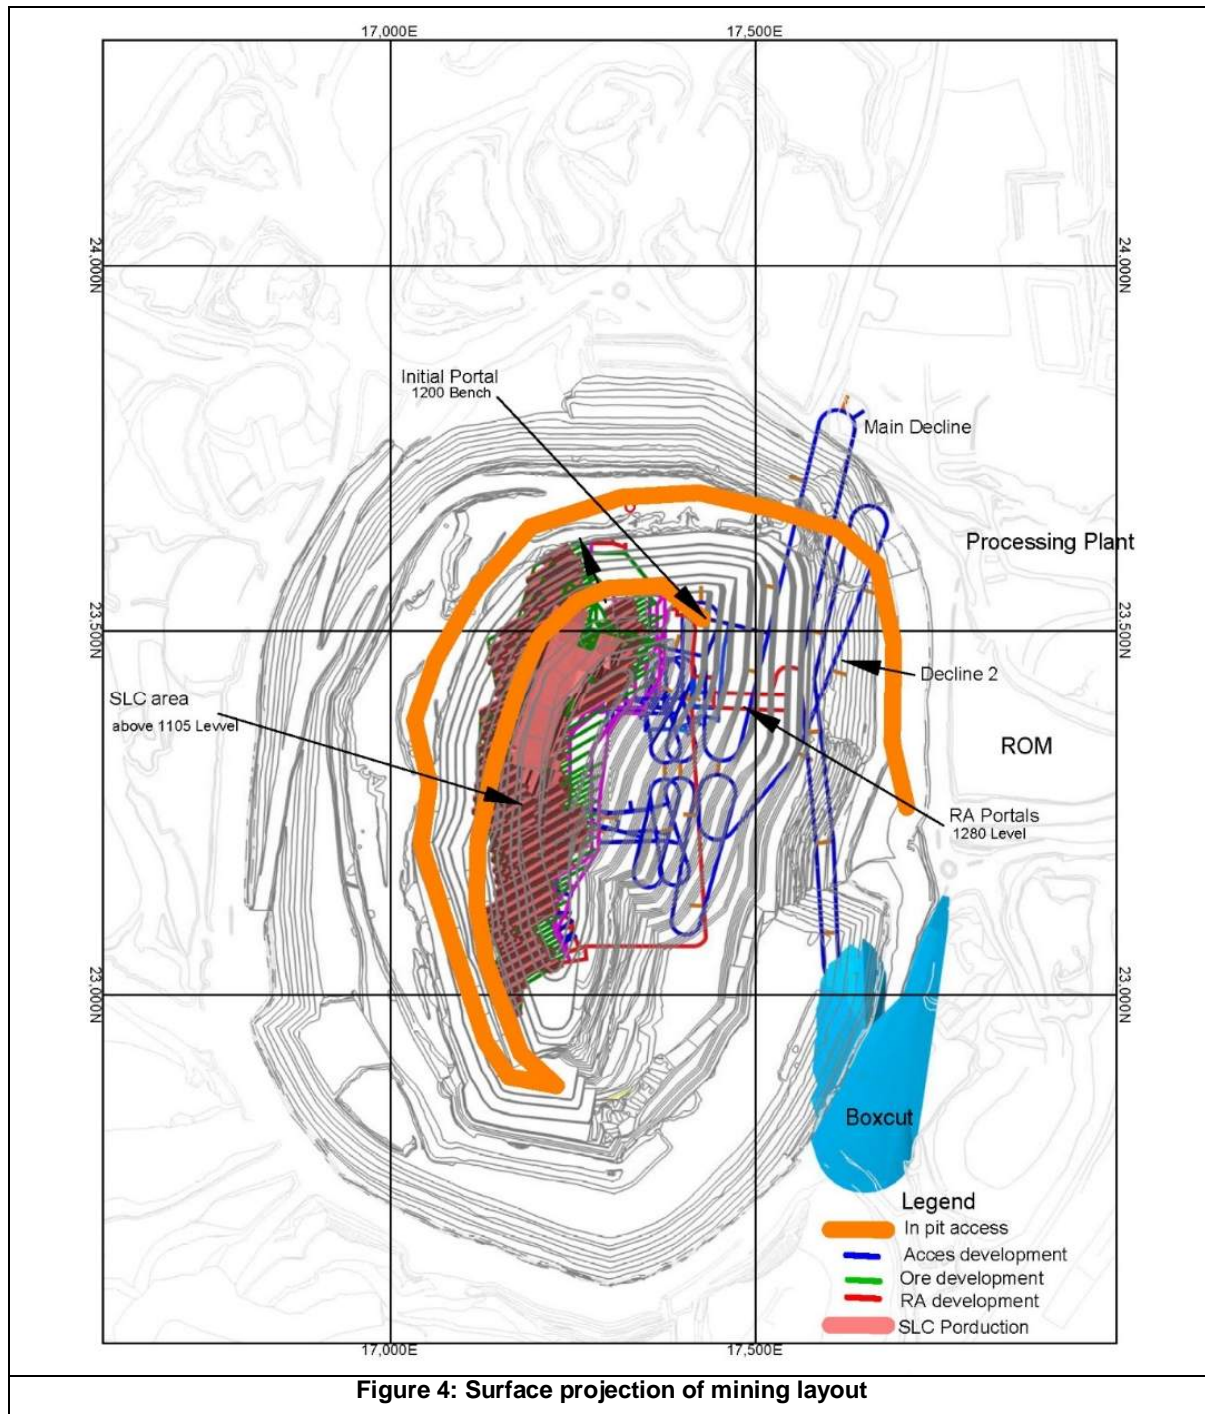 17,000E 17,500E
24,000N 24,000N
Initial Portal
1200 Bench
Main Decline
Processing Plant
23,500N 23,500N
Decline 2
SLC area
above 1105 Levvel
ROM
RA Portals
1280 Level
23,000N 23,000N
Boxcut
Legend
In pit access
Acces development
Ore development
RA development
SLC Porduction
17,000E 17,500E
Figure 4: Surface projection of mining layout